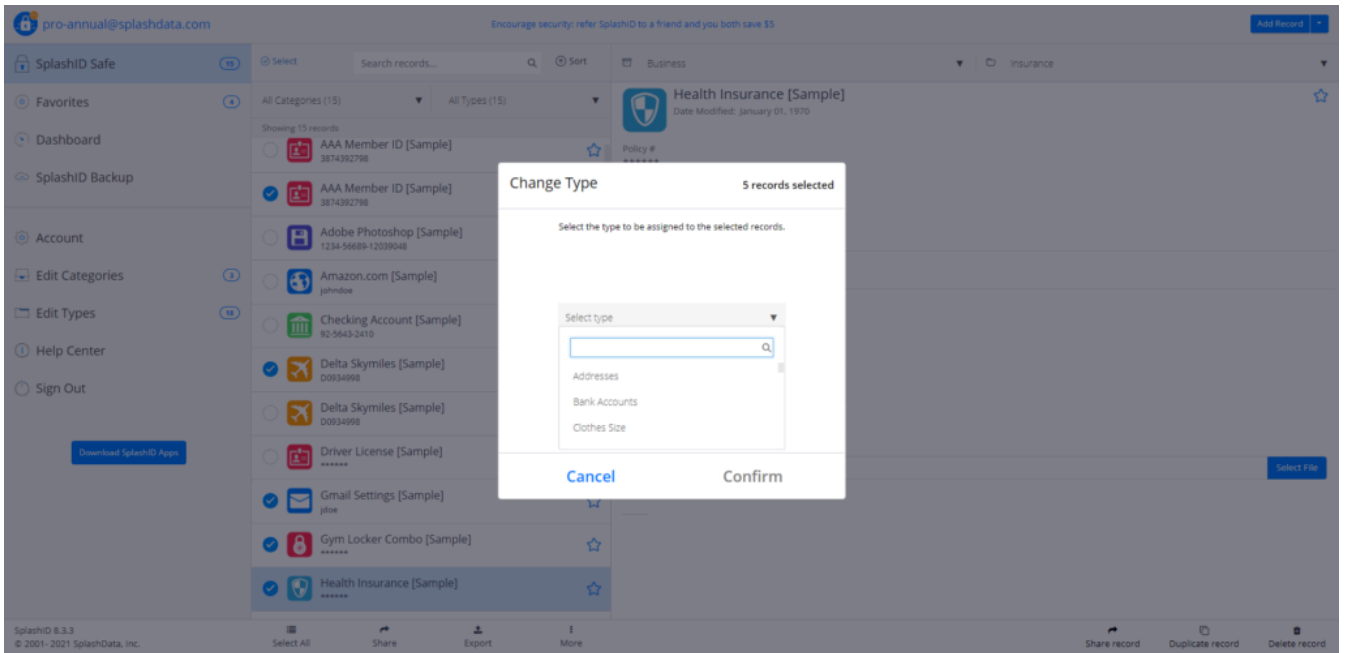 pro-annual@splashdata.com
Encourage security: refer SplashID to a friend and you both save $5
Add Record
SplashID Safe 15
Favorites 4
Dashboard
SplashID Backup
Account
Edit Categories 3
Edit Types 18
Help Center
Sign Out
Download SplashID Apps
SplashID 8.3.3
© 2001- 2021 SplashData, Inc.
Select Search records... Sort
All Categories (15) All Types (15)
Showing 15 records
AAA Member ID [Sample]
3874392798
AAA Member ID [Sample]
3874392798
Adobe Photoshop [Sample]
1234-56689-12039048
Amazon.com [Sample]
johndoe
Checking Account [Sample]
92-5643-2410
Delta Skymiles [Sample]
D0934998
Delta Skymiles [Sample]
D0934998
Driver License [Sample]
******
Gmail Settings [Sample]
jdoe
Gym Locker Combo [Sample]
******
Health Insurance [Sample]
******
Select All Share Export More
Business Insurance
Health Insurance [Sample]
Date Modified: January 01, 1970
Policy #
******
Select File
Share record Duplicate record Delete record
Change Type 5 records selected
Select the type to be assigned to the selected records.
Select type
Addresses
Bank Accounts
Clothes Size
Cancel Confirm